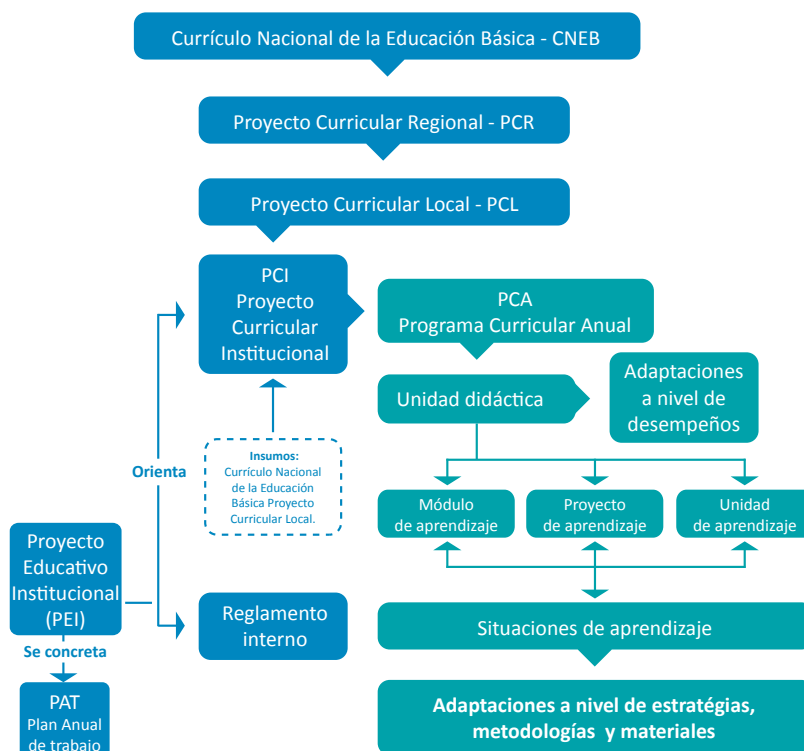 Currículo Nacional de la Educación Básica - CNEB
Proyecto Curricular Regional - PCR
Proyecto Curricular Local - PCL
PCI
Proyecto
Curricular
Institucional
PCA
Programa Curricular Anual
Unidad didáctica
Adaptaciones
a nivel de
desempeños
Insumos:
Currículo Nacional
de la Educación
Básica Proyecto
Curricular Local.
Orienta
Módulo
de aprendizaje
Proyecto
de aprendizaje
Unidad
de aprendizaje
Proyecto
Educativo
Institucional
(PEI)
Reglamento
interno
Situaciones de aprendizaje
Se concreta
PAT
Plan Anual
de trabajo
Adaptaciones a nivel de estratégias,
metodologías y materiales